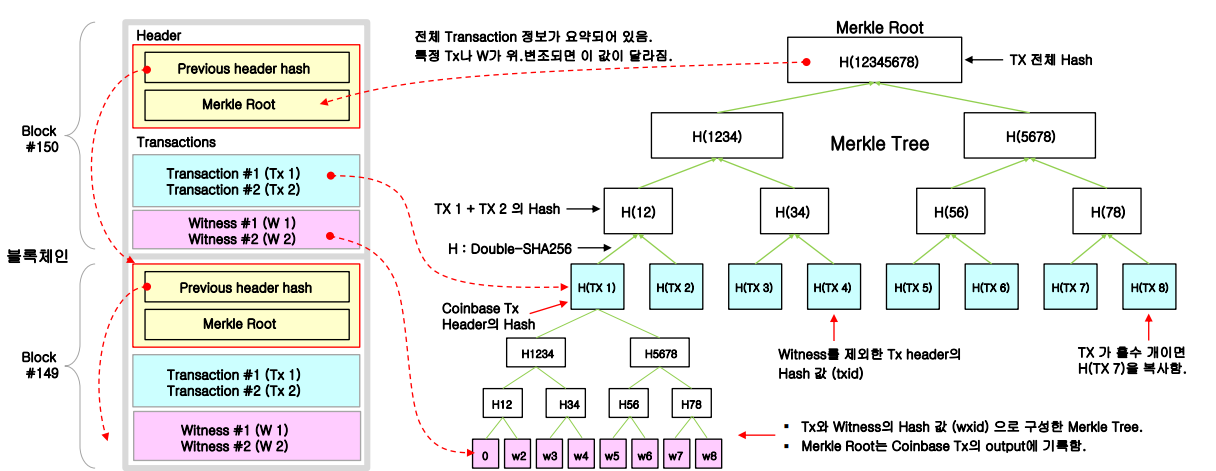 Header
Previous header hash
Merkle Root
Block
#150
Transactions
Transaction #1 (Tx 1)
Transaction #2 (Tx 2)
Witness #1 (W 1)
Witness #2 (W 2)
블록체인
Previous header hash
Merkle Root
Block
#149
Transaction #1 (Tx 1)
Transaction #2 (Tx 2)
Witness #1 (W 1)
Witness #2 (W 2)
전체 Transaction 정보가 요약되어 있음.
특정 Tx나 W가 위.변조되면 이 값이 달라짐.
Merkle Root
H(12345678)
TX 전체 Hash
H(1234)
Merkle Tree
H(5678)
TX 1 + TX 2 의 Hash
H(12)
H(34)
H(56)
H(78)
H : Double-SHA256
H(TX 1)
H(TX 2)
H(TX 3)
H(TX 4)
H(TX 5)
H(TX 6)
H(TX 7)
H(TX 8)
Coinbase Tx
Header의 Hash
Witness를 제외한 Tx header의
Hash 값 (txid)
TX 가 홀수 개이면
H(TX 7)을 복사함.
H1234
H5678
H12
H34
H56
H78
0
w2
w3
w4
w5
w6
w7
w8
▪ Tx와 Witness의 Hash 값 (wxid) 으로 구성한 Merkle Tree.
▪ Merkle Root는 Coinbase Tx의 output에 기록함.